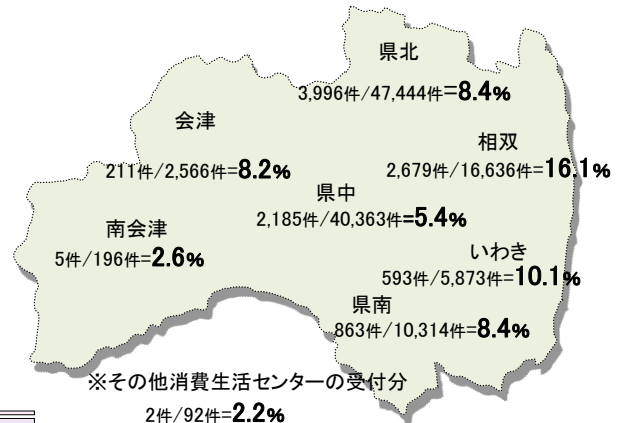 県北
3,996件/47,444件=8.4%
会津
211件/2,566件=8.2%
相双
2,679件/16,636件=16.1%
県中
2,185件/40,363件=5.4%
南会津
5件/196件=2.6%
いわき
593件/5,873件=10.1%
県南
863件/10,314件=8.4%
※その他消費生活センターの受付分
2件/92件=2.2%